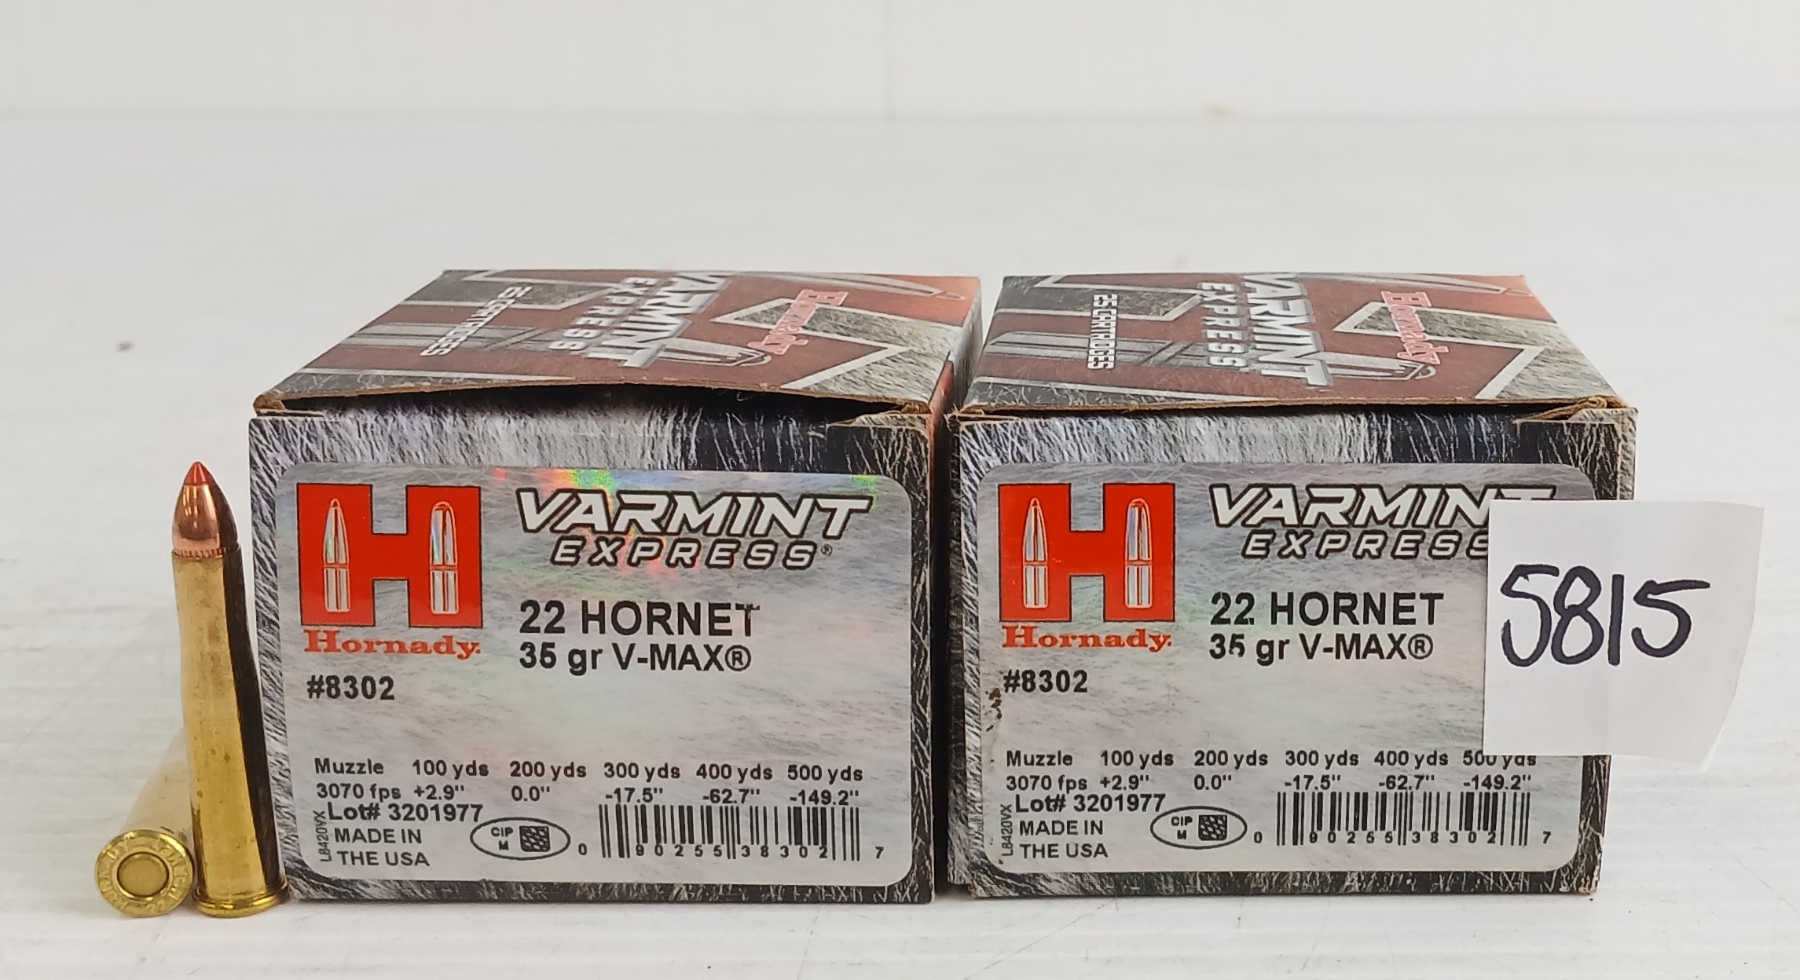 Hornady
VARMINT
EXPRESS
25 CARTRIDGES
Hornady
VARMINT
EXPRESS
25 CARTRIDGES
VARMINT
EXPRESS®
22 HORNET
35 gr V-MAX®
Hornady.
#8302
Muzzle 100 yds 200 yds 300 yds 400 yds 500 yds
3070 fps +2.9" 0.0" -17.5" -62.7" -149.2"
Lot# 3201977
L8420VX
MADE IN
THE USA
CIP
M
0 90255 38302 7
VARMINT
EXPRESS
22 HORNET
35 gr V-MAX®
Hornady.
#8302
Muzzle 100 yds 200 yds 300 yds 400 yds 500 yds
3070 fps +2.9" 0.0" -17.5" -62.7" -149.2"
Lot# 3201977
L8420VX
MADE IN
THE USA
CIP
M
0 90255 38302 7
5815